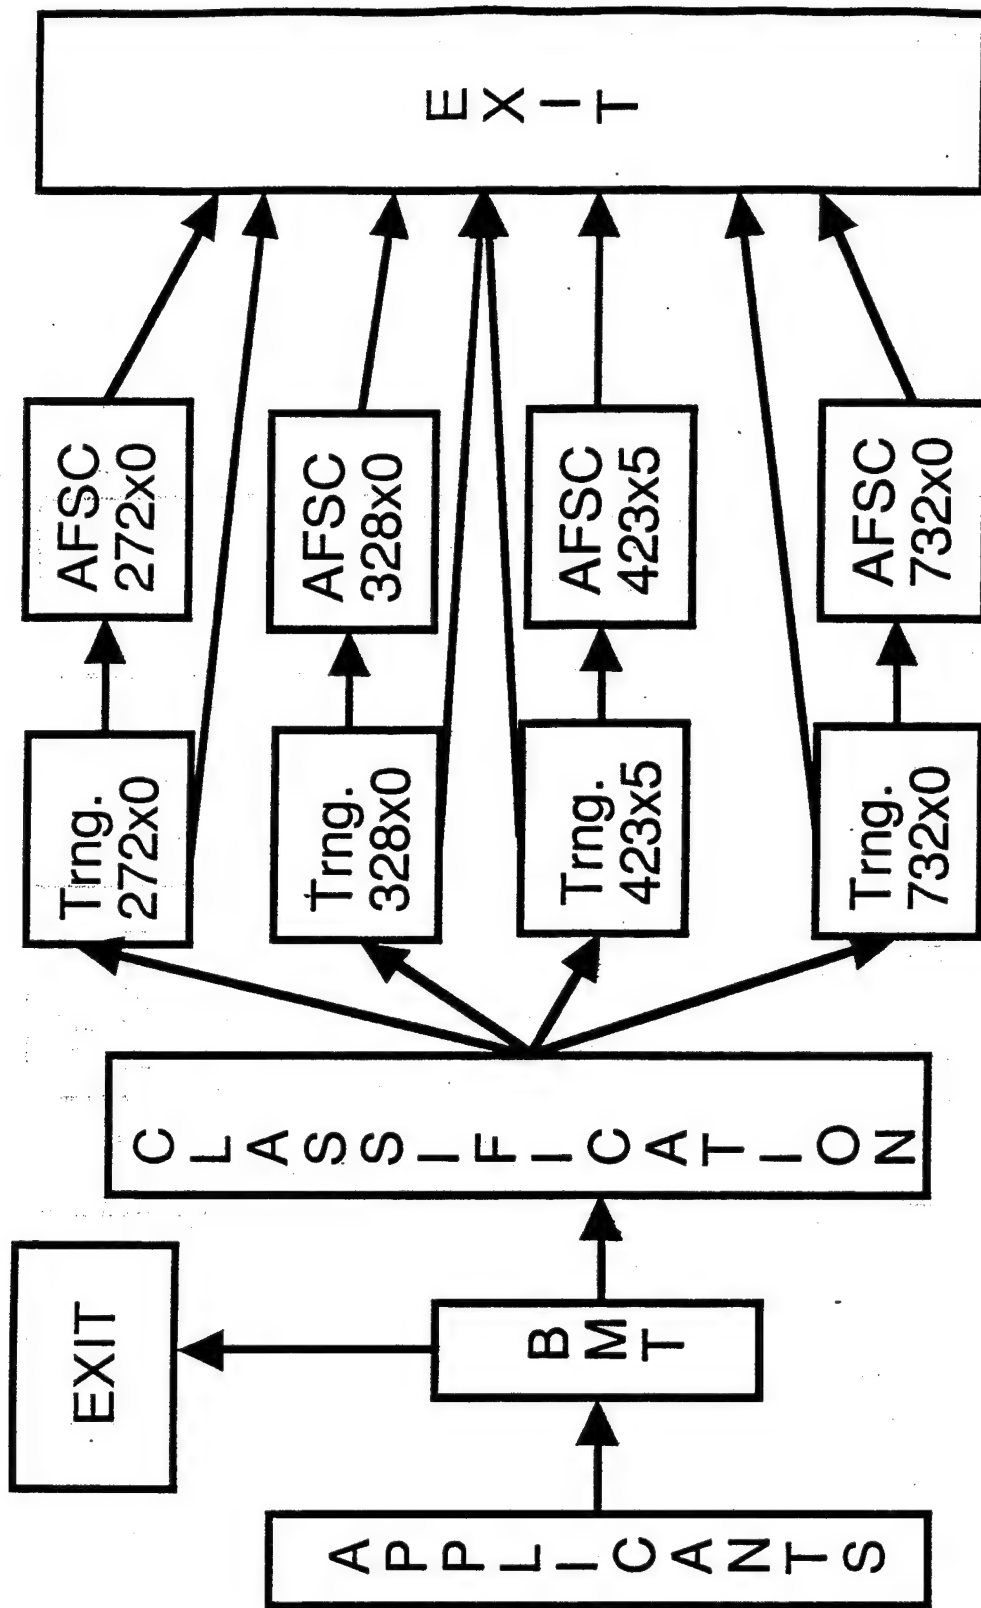 APPLICANTS
EXIT
BMT
CLASSIFICATION
Trng.
272x0
AFSC
272x0
Trng.
328x0
AFSC
328x0
Trng.
423x5
AFSC
423x5
Trng.
732x0
AFSC
732x0
EXIT